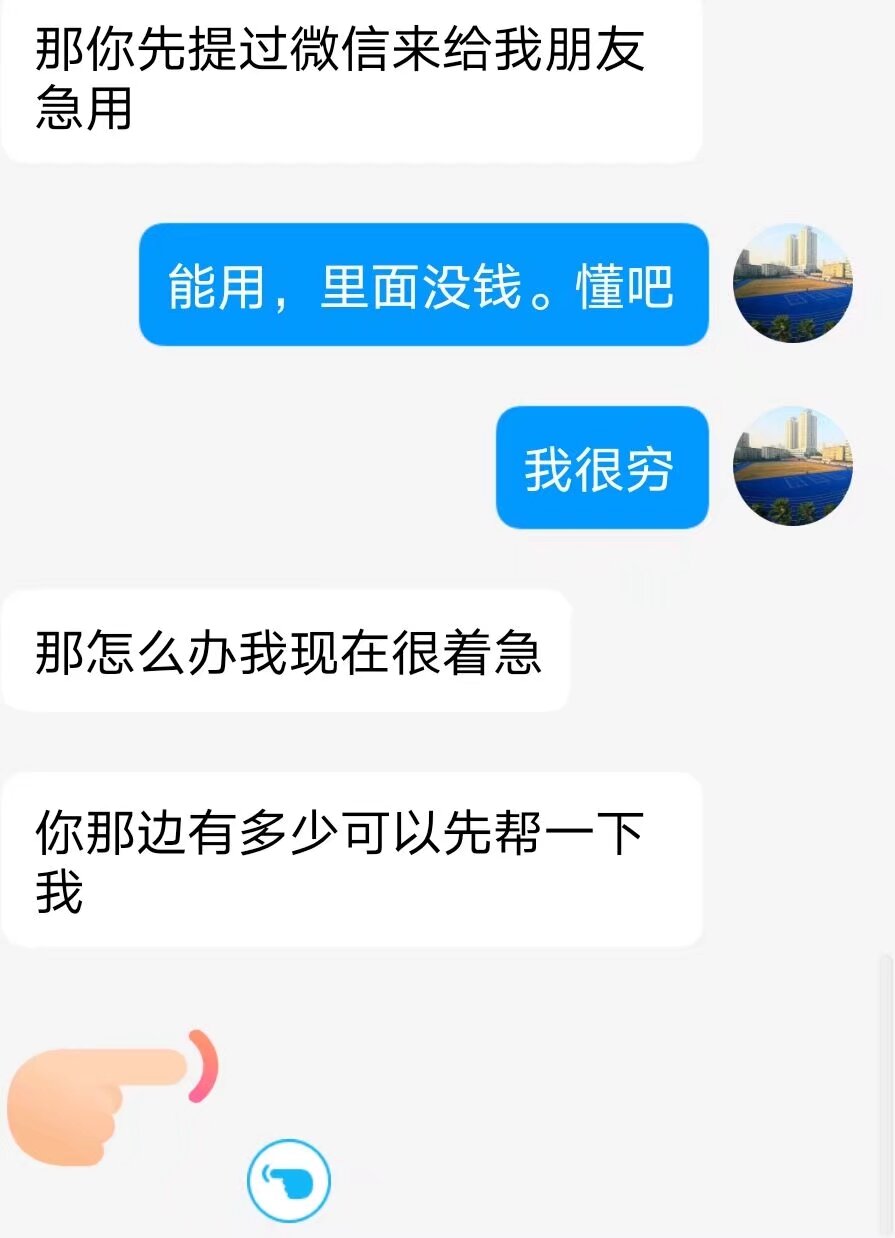 那你先提过微信来给我朋友
急用
能用，里面没钱。懂吧
我很穷
那怎么办我现在很着急
你那边有多少可以先帮一下
我